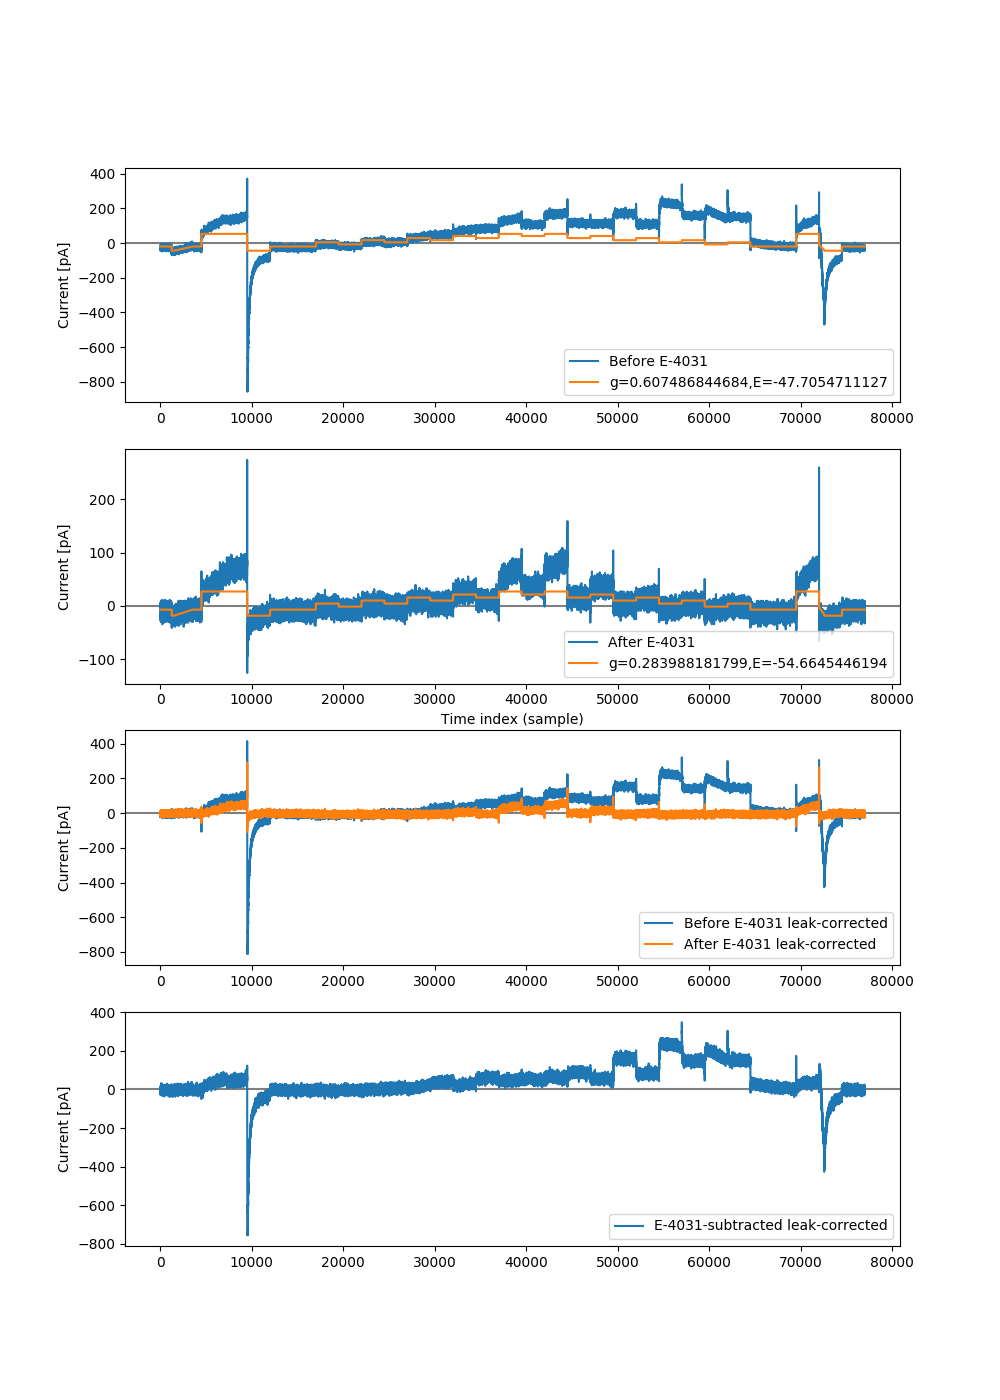 400
200
0
−200
−400
−600
−800
Current [pA]
Before E-4031
g=0.607486844684,E=-47.7054711127
0 10000 20000 30000 40000 50000 60000 70000 80000
200
100
0
−100
Current [pA]
After E-4031
g=0.283988181799,E=-54.6645446194
0 10000 20000 30000 40000 50000 60000 70000 80000
Time index (sample)
400
200
0
−200
−400
−600
−800
Current [pA]
Before E-4031 leak-corrected
After E-4031 leak-corrected
0 10000 20000 30000 40000 50000 60000 70000 80000
400
200
0
−200
−400
−600
−800
Current [pA]
E-4031-subtracted leak-corrected
0 10000 20000 30000 40000 50000 60000 70000 80000